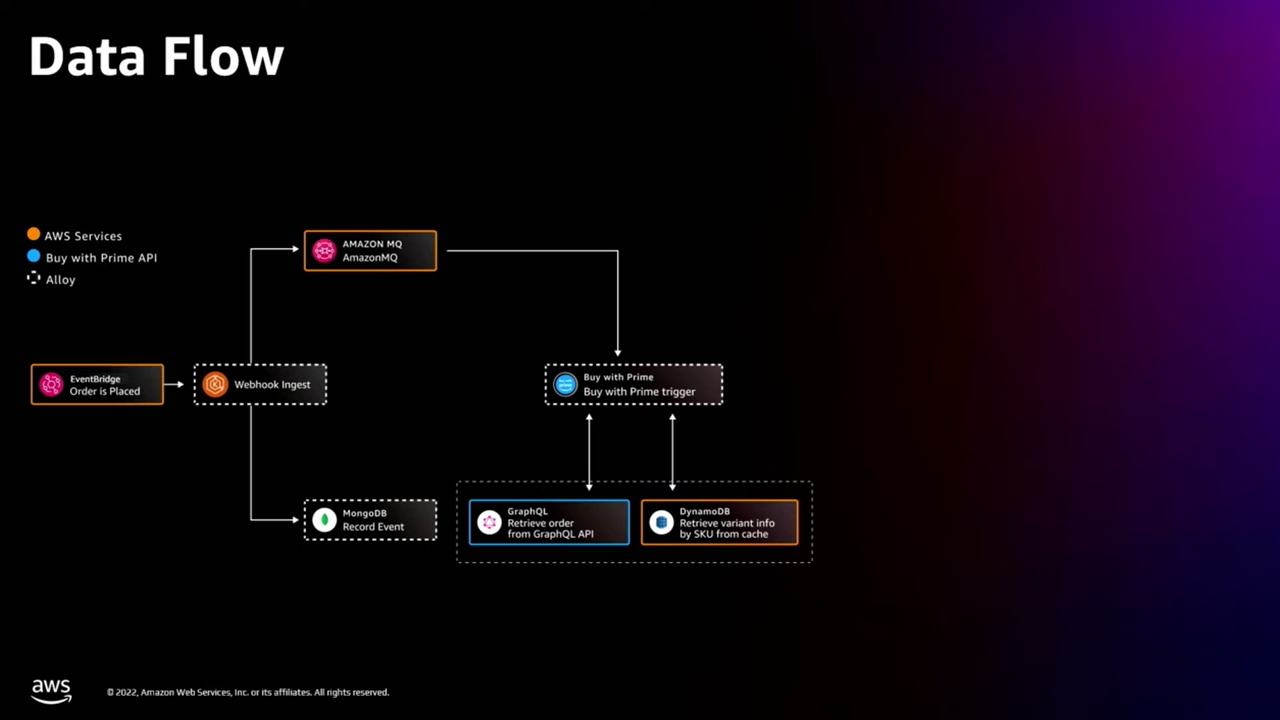 Data Flow
AWS Services
Buy with Prime API
Alloy
AMAZON MQ
AmazonMQ
EventBridge
Order is Placed
Webhook Ingest
Buy with Prime
Buy with Prime trigger
MongoDB
Record Event
GraphQL
Retrieve order
from GraphQL API
DynamoDB
Retrieve variant info
by SKU from cache
aws
© 2022, Amazon Web Services, Inc. or its affiliates. All rights reserved.